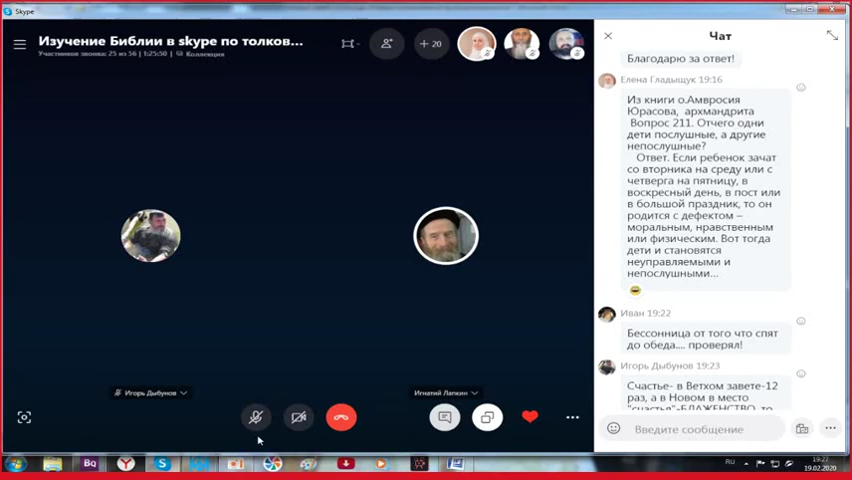 Skype
Изучение Библии в skype по толков...
Участников звонка: 25 из 56 | 1:25:50 | Коллекция
+20
Игорь Дыбунов
Игнатий Лапкин
Чат
Благодарю за ответ!
Елена Гладыщук 19:16
Из книги о.Амвросия
Юрасова, архмандрита
Вопрос 211. Отчего одни
дети послушные, а другие
непослушные?
Ответ. Если ребенок зачат
со вторника на среду или с
четверга на пятницу, в
воскресный день, в пост или
в большой праздник, то он
родится с дефектом –
моральным, нравственным
или физическим. Вот тогда
дети и становятся
неуправляемыми и
непослушными...
Иван 19:22
Бессонница от того что спят
до обеда.... проверял!
Игорь Дыбунов 19:23
Счастье- в Ветхом завете-12
раз, а в Новом в место
"счастья"-БЛАЖЕНСТВО, то
Введите сообщение
Bq
RU
19:27
19.02.2020